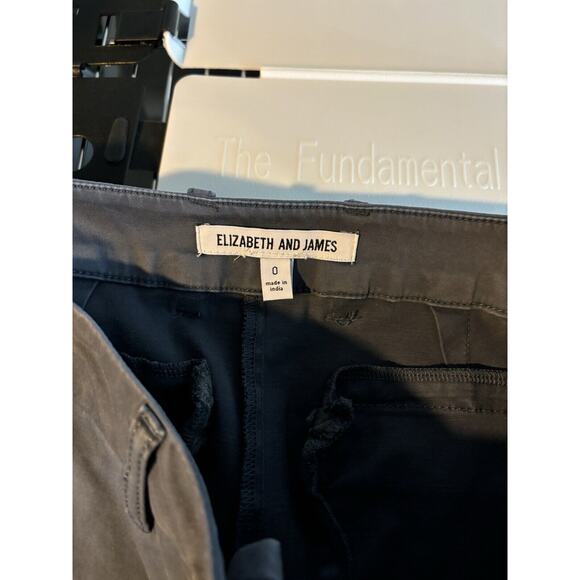 The Fundamental
ELIZABETH AND JAMES
0
made in
india